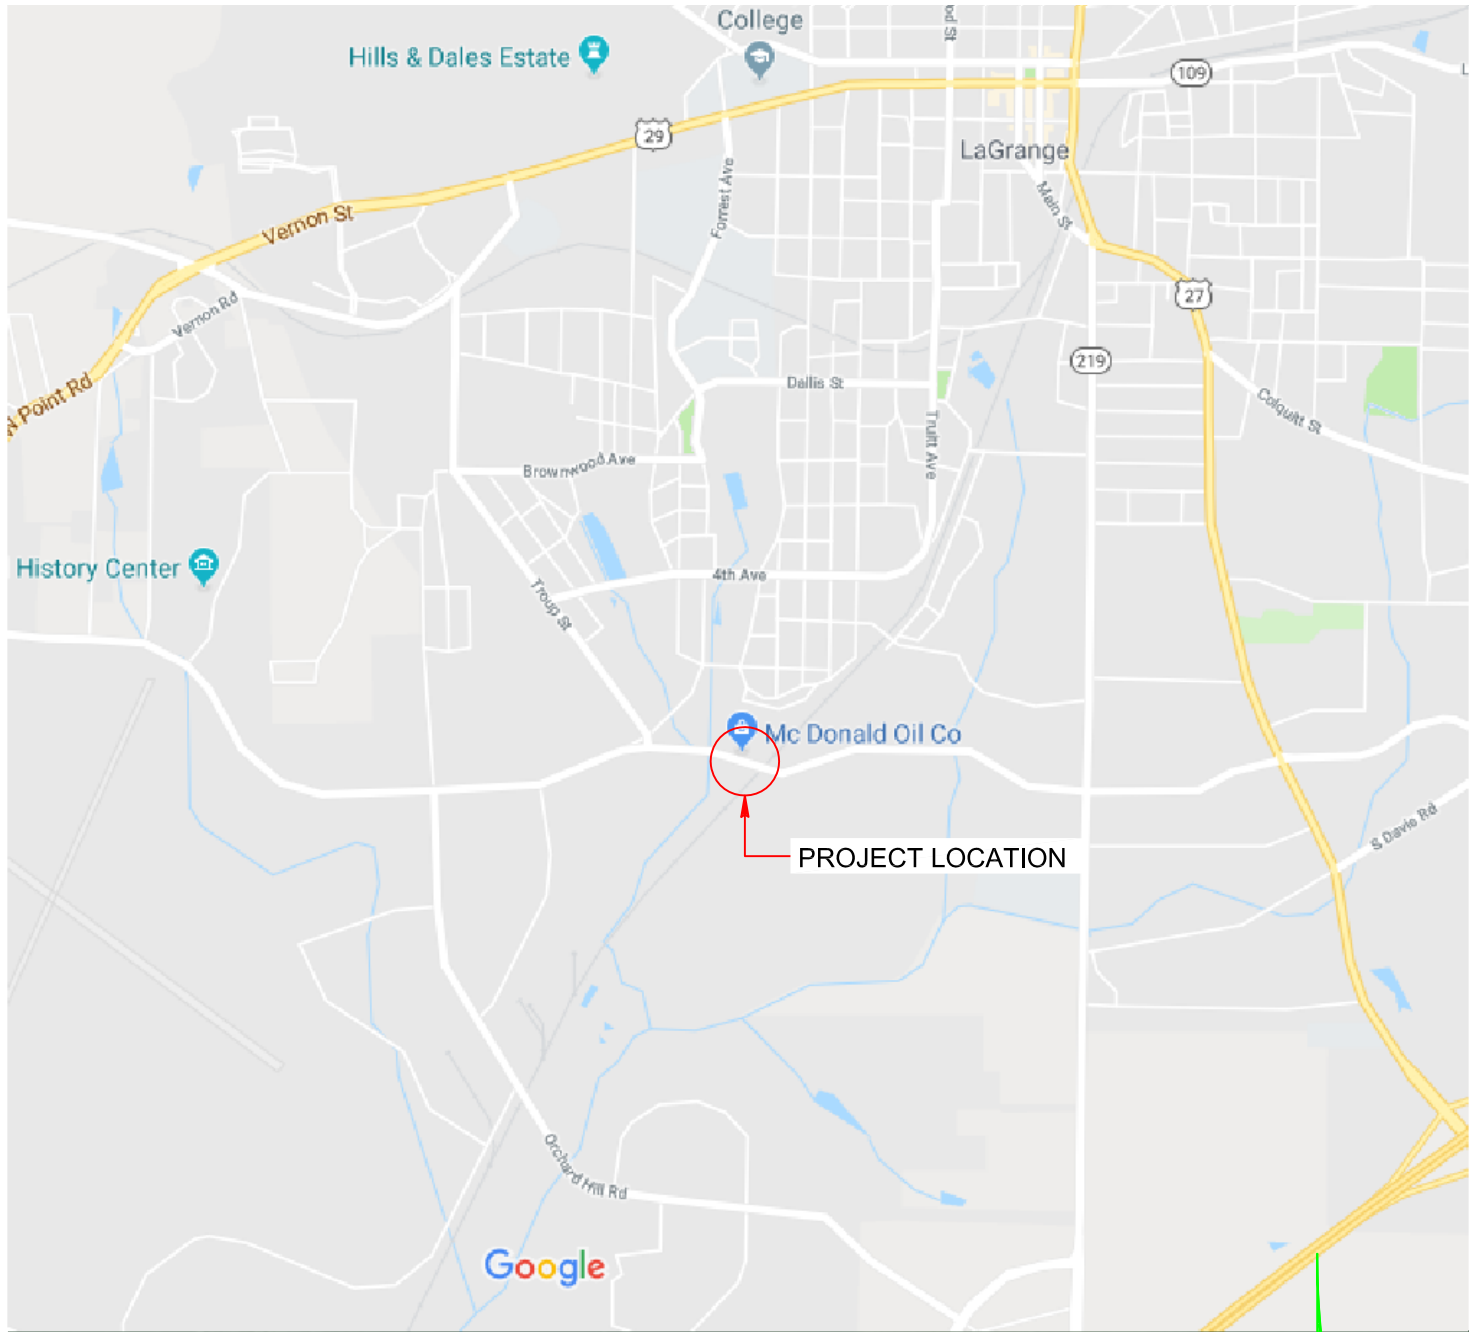 College
od St
Hills & Dales Estate
109
L
29
LaGrange
Forrest Ave
Main St
Vernon St
27
Vernon Rd
219
Dallis St
N Point Rd
Colquitt St
Truitt Ave
Brownwood Ave
History Center
4th Ave
Troup St
Mc Donald Oil Co
S Davis Rd
PROJECT LOCATION
Orchard Hill Rd
Google